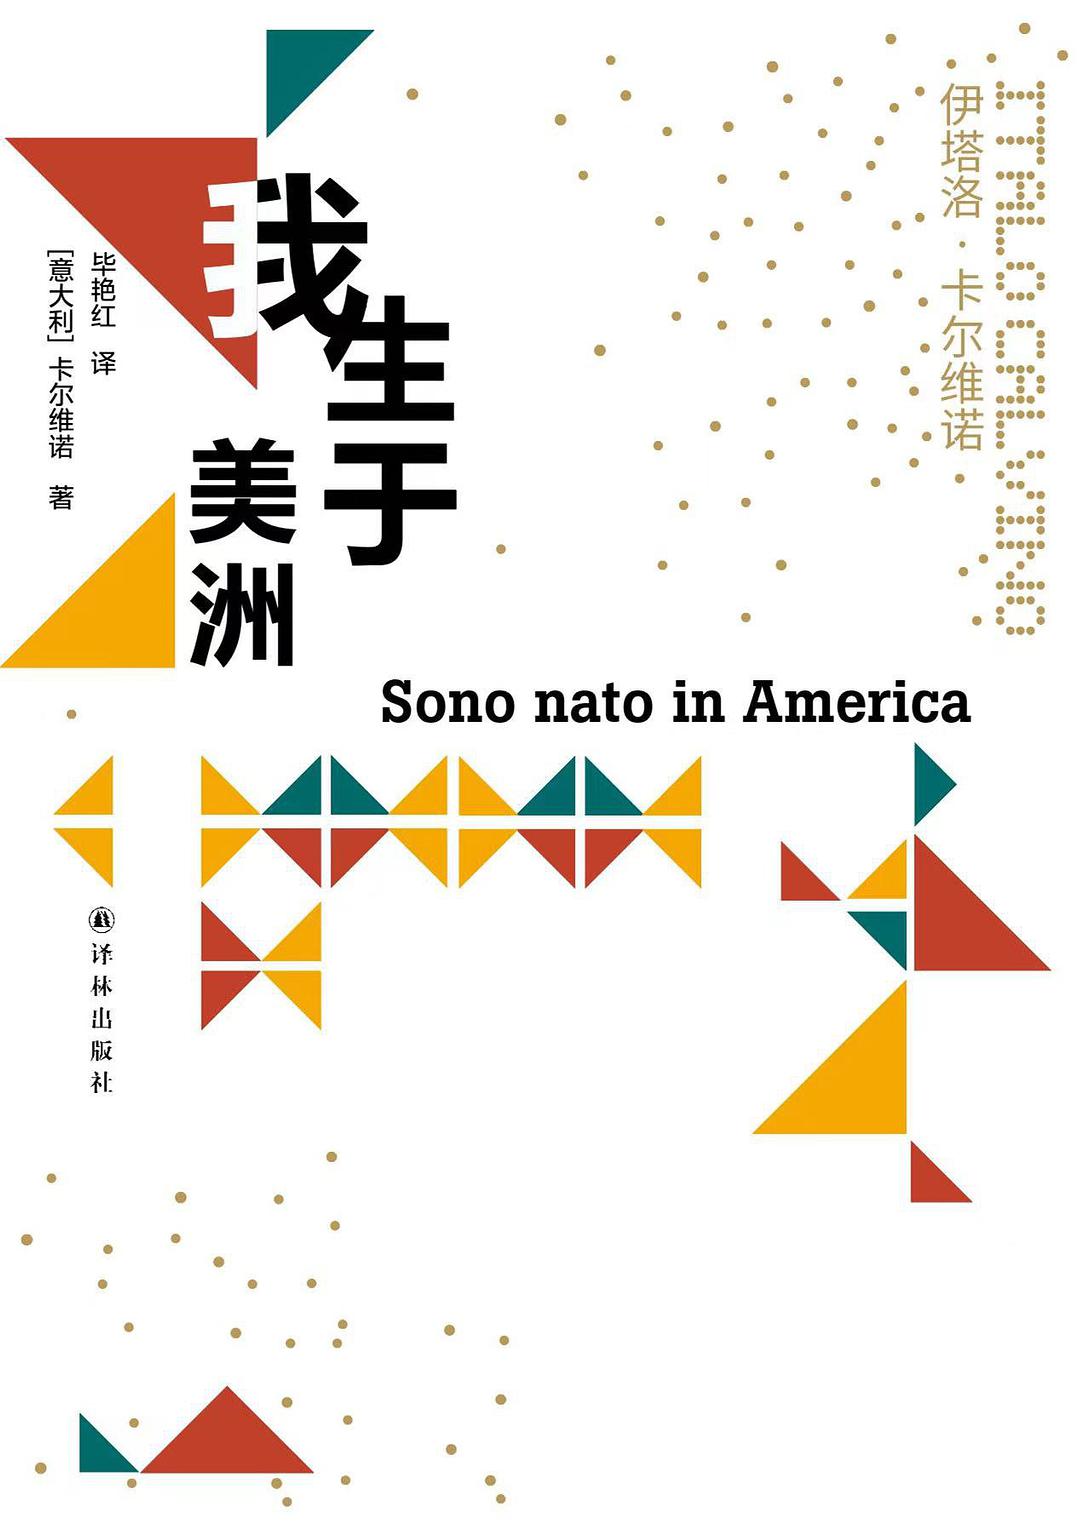 ITALO CALVINO
伊塔洛·卡尔维诺
我生于
美洲
毕艳红 译
[意大利] 卡尔维诺 著
Sono nato in America
译林出版社